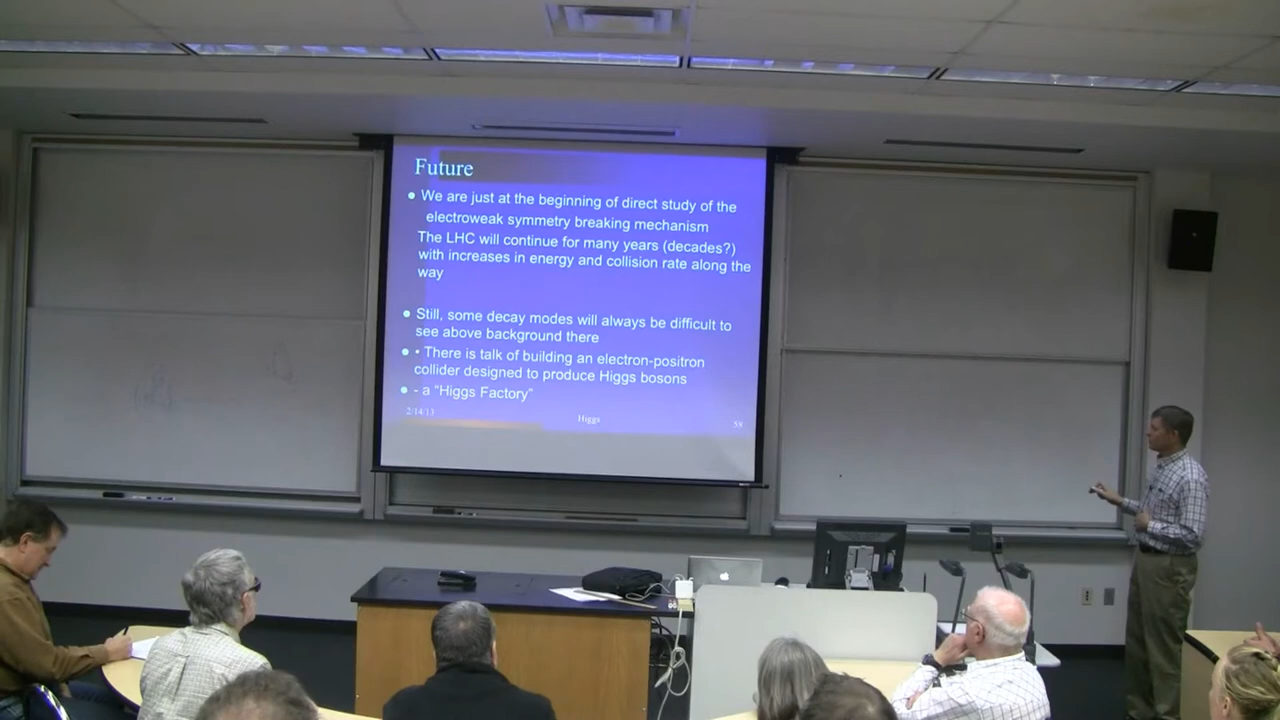 Future
• We are just at the beginning of direct study of the
electroweak symmetry breaking mechanism
The LHC will continue for many years (decades?)
with increases in energy and collision rate along the
way
• Still, some decay modes will always be difficult to
see above background there
• • There is talk of building an electron-positron
collider designed to produce Higgs bosons
• - a "Higgs Factory"
2/14/13
Higgs
59